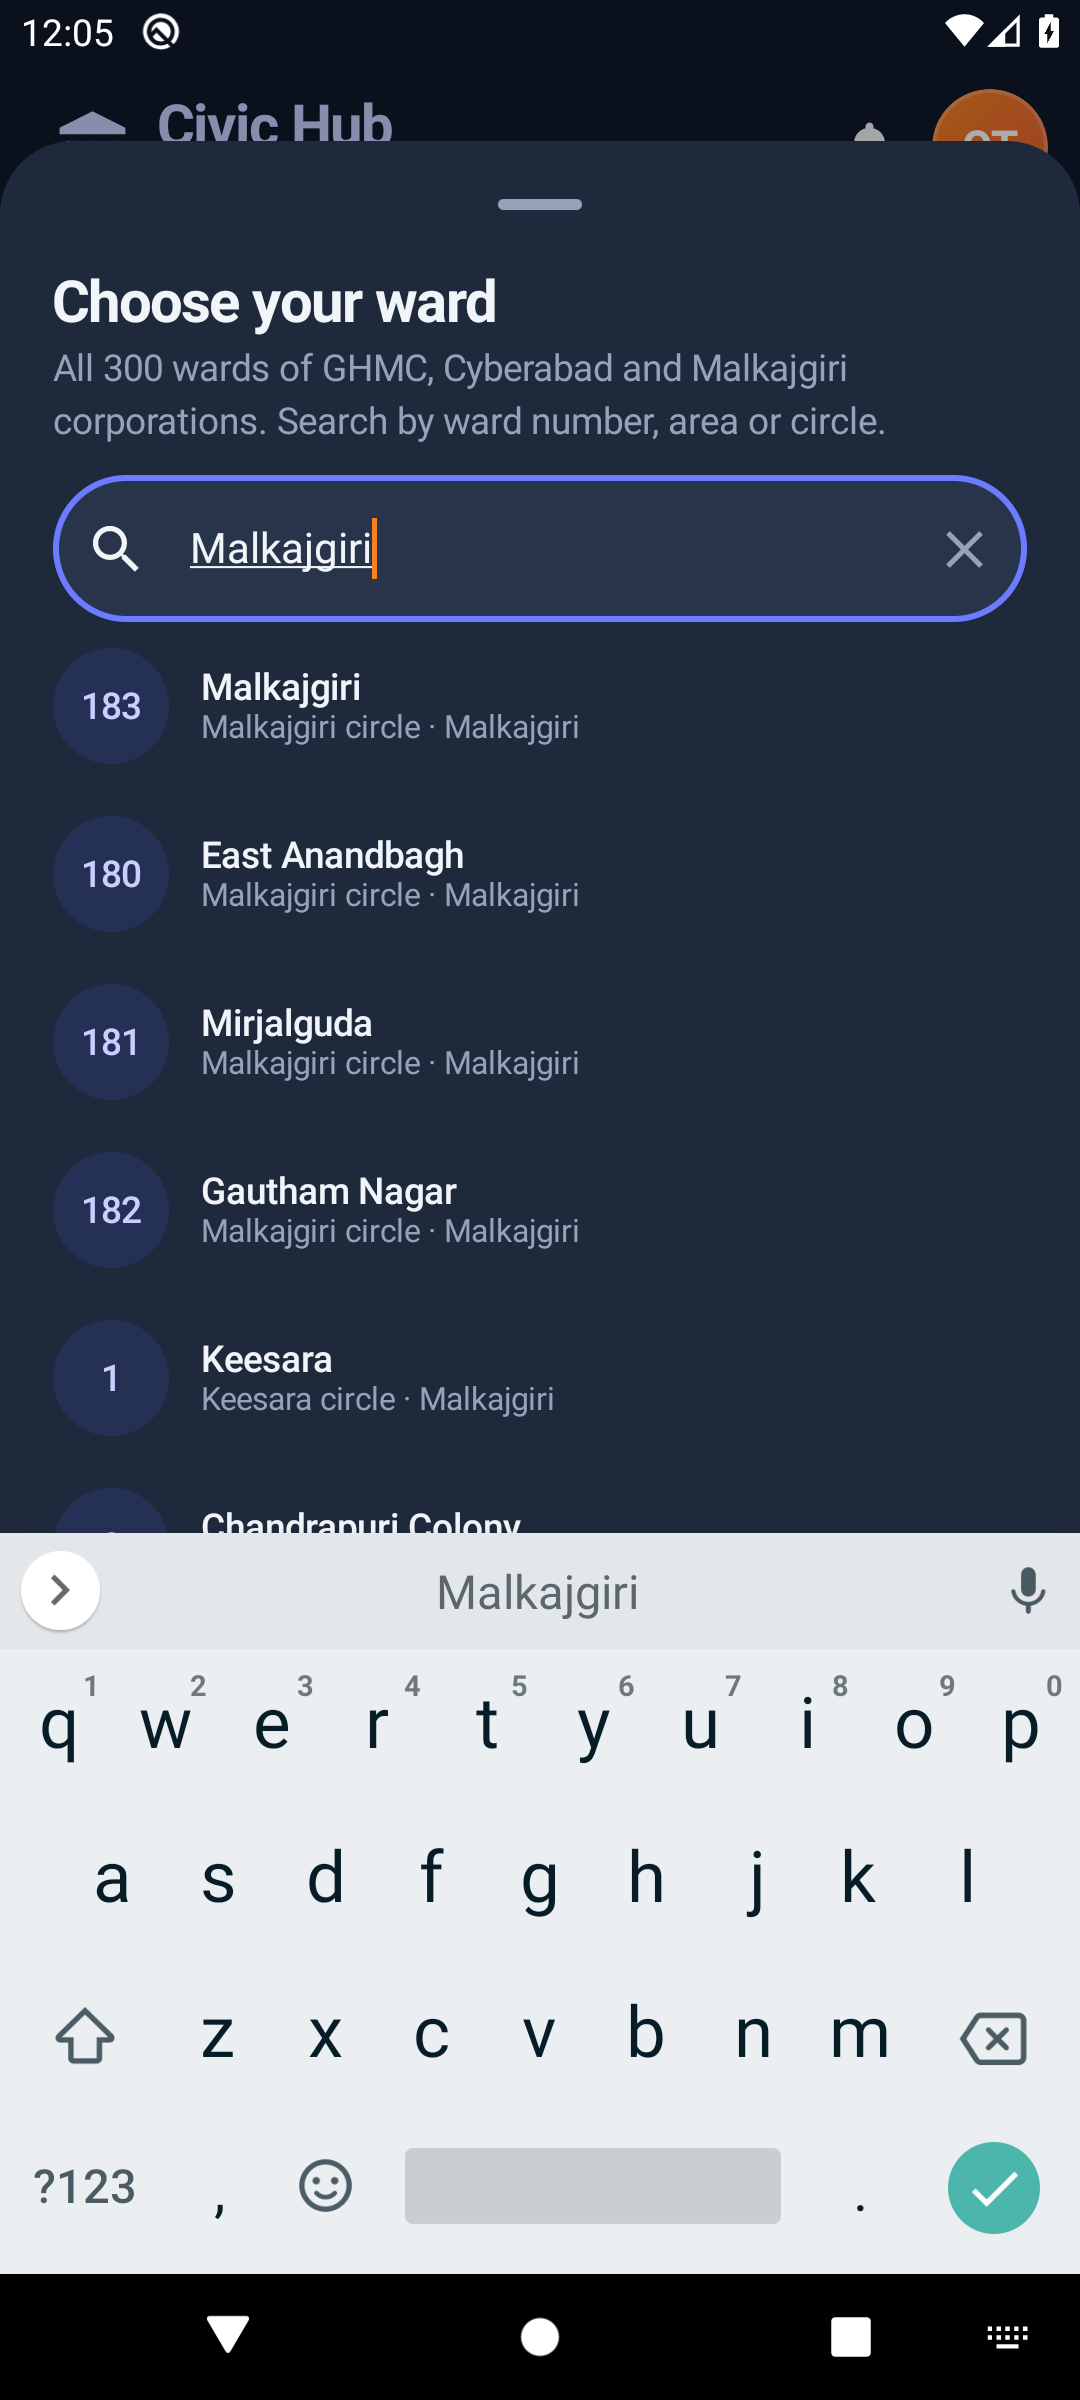 12:05
Civic Hub
Choose your ward
All 300 wards of GHMC, Cyberabad and Malkajgiri
corporations. Search by ward number, area or circle.
Malkajgiri
183
Malkajgiri
Malkajgiri circle · Malkajgiri
180
East Anandbagh
Malkajgiri circle · Malkajgiri
181
Mirjalguda
Malkajgiri circle · Malkajgiri
182
Gautham Nagar
Malkajgiri circle · Malkajgiri
1
Keesara
Keesara circle · Malkajgiri
Chandrapuri Colony
Malkajgiri
1 2 3 4 5 6 7 8 9 0
q w e r t y u i o p
a s d f g h j k l
z x c v b n m
?123 , .